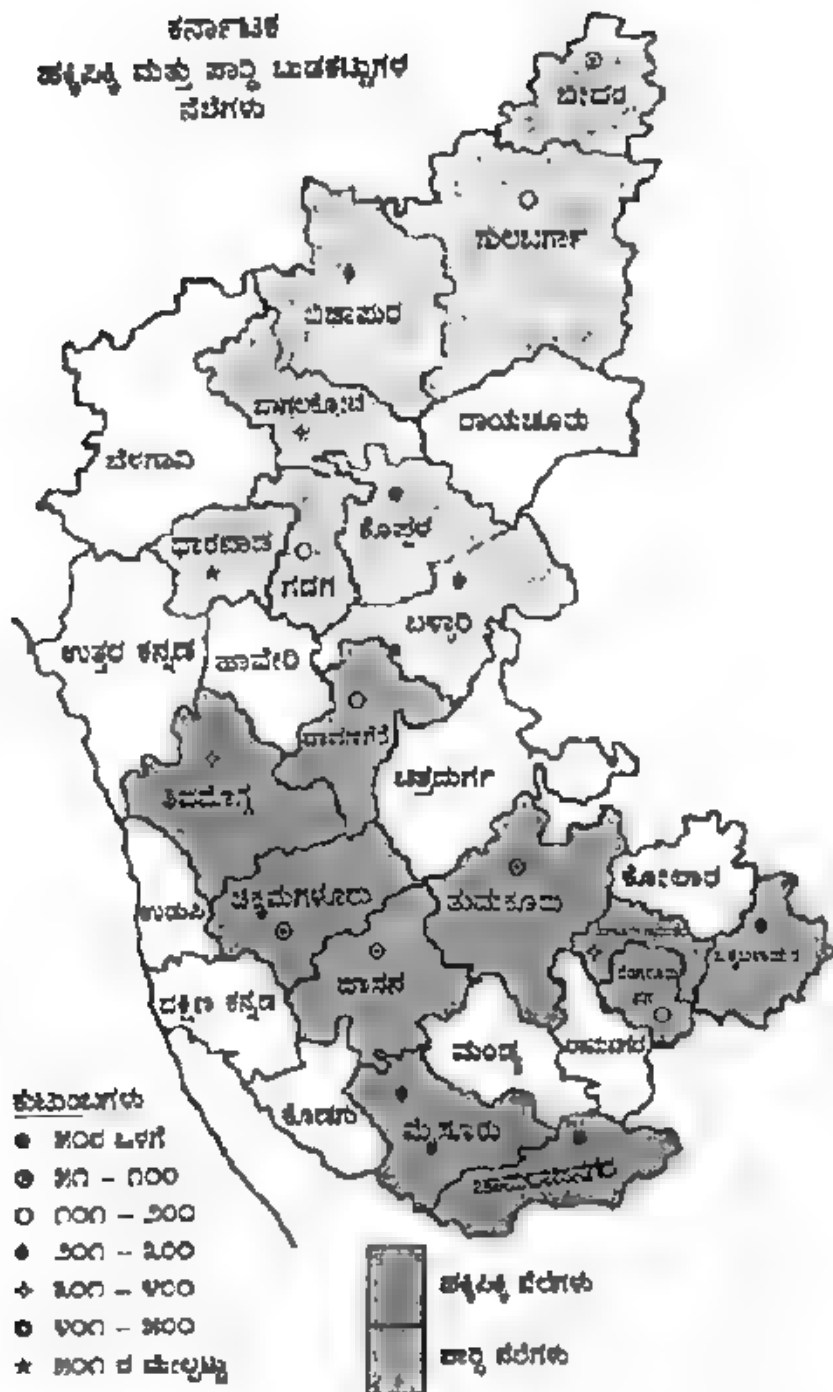 ಕರ್ನಾಟಕ
ಹಕ್ಕಿಪಿಕ್ಕಿ ಮತ್ತು ಪಾರ್ಧಿ ಬುಡಕಟ್ಟುಗಳ
ನೆಲೆಗಳು
ಬೀದರ
ಗುಲಬರ್ಗಾ
ಬಿಜಾಪುರ
ಬಾಗಲಕೋಟೆ
ರಾಯಚೂರು
ಬೆಳಗಾವಿ
ಕೊಪ್ಪಳ
ಧಾರವಾಡ
ಗದಗ
ಬಳ್ಳಾರಿ
ಉತ್ತರ ಕನ್ನಡ
ಹಾವೇರಿ
ದಾವಣಗೆರೆ
ಚಿತ್ರದುರ್ಗ
ಶಿವಮೊಗ್ಗ
ಕೋಲಾರ
ಚಿಕ್ಕಮಗಳೂರು
ತುಮಕೂರು
ಉಡುಪಿ
ಹಾಸನ
ದಕ್ಷಿಣ ಕನ್ನಡ
ಮಂಡ್ಯ
ರಾಮನಗರ
ಕೊಡಗು
ಮೈಸೂರು
ಚಾಮರಾಜನಗರ
ಕುಟುಂಬಗಳು
೫೦ರ ಒಳಗೆ
೫೧ – ೧೦೦
೧೦೧ – ೨೦೦
೨೦೧ – ೩೦೦
೩೦೧ – ೪೦೦
೪೦೧ – ೫೦೦
೫೦೧ ರ ಮೇಲ್ಪಟ್ಟು
ಹಕ್ಕಿಪಿಕ್ಕಿ ನೆಲೆಗಳು
ಪಾರ್ಧಿ ನೆಲೆಗಳು